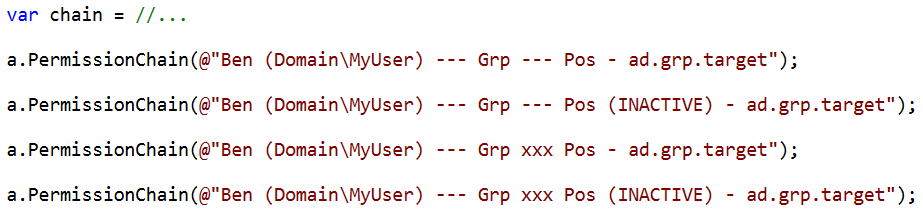 var chain = //...
a.PermissionChain(@"Ben (Domain\MyUser) --- Grp --- Pos - ad.grp.target");
a.PermissionChain(@"Ben (Domain\MyUser) --- Grp --- Pos (INACTIVE) - ad.grp.target");
a.PermissionChain(@"Ben (Domain\MyUser) --- Grp xxx Pos - ad.grp.target");
a.PermissionChain(@"Ben (Domain\MyUser) --- Grp xxx Pos (INACTIVE) - ad.grp.target");